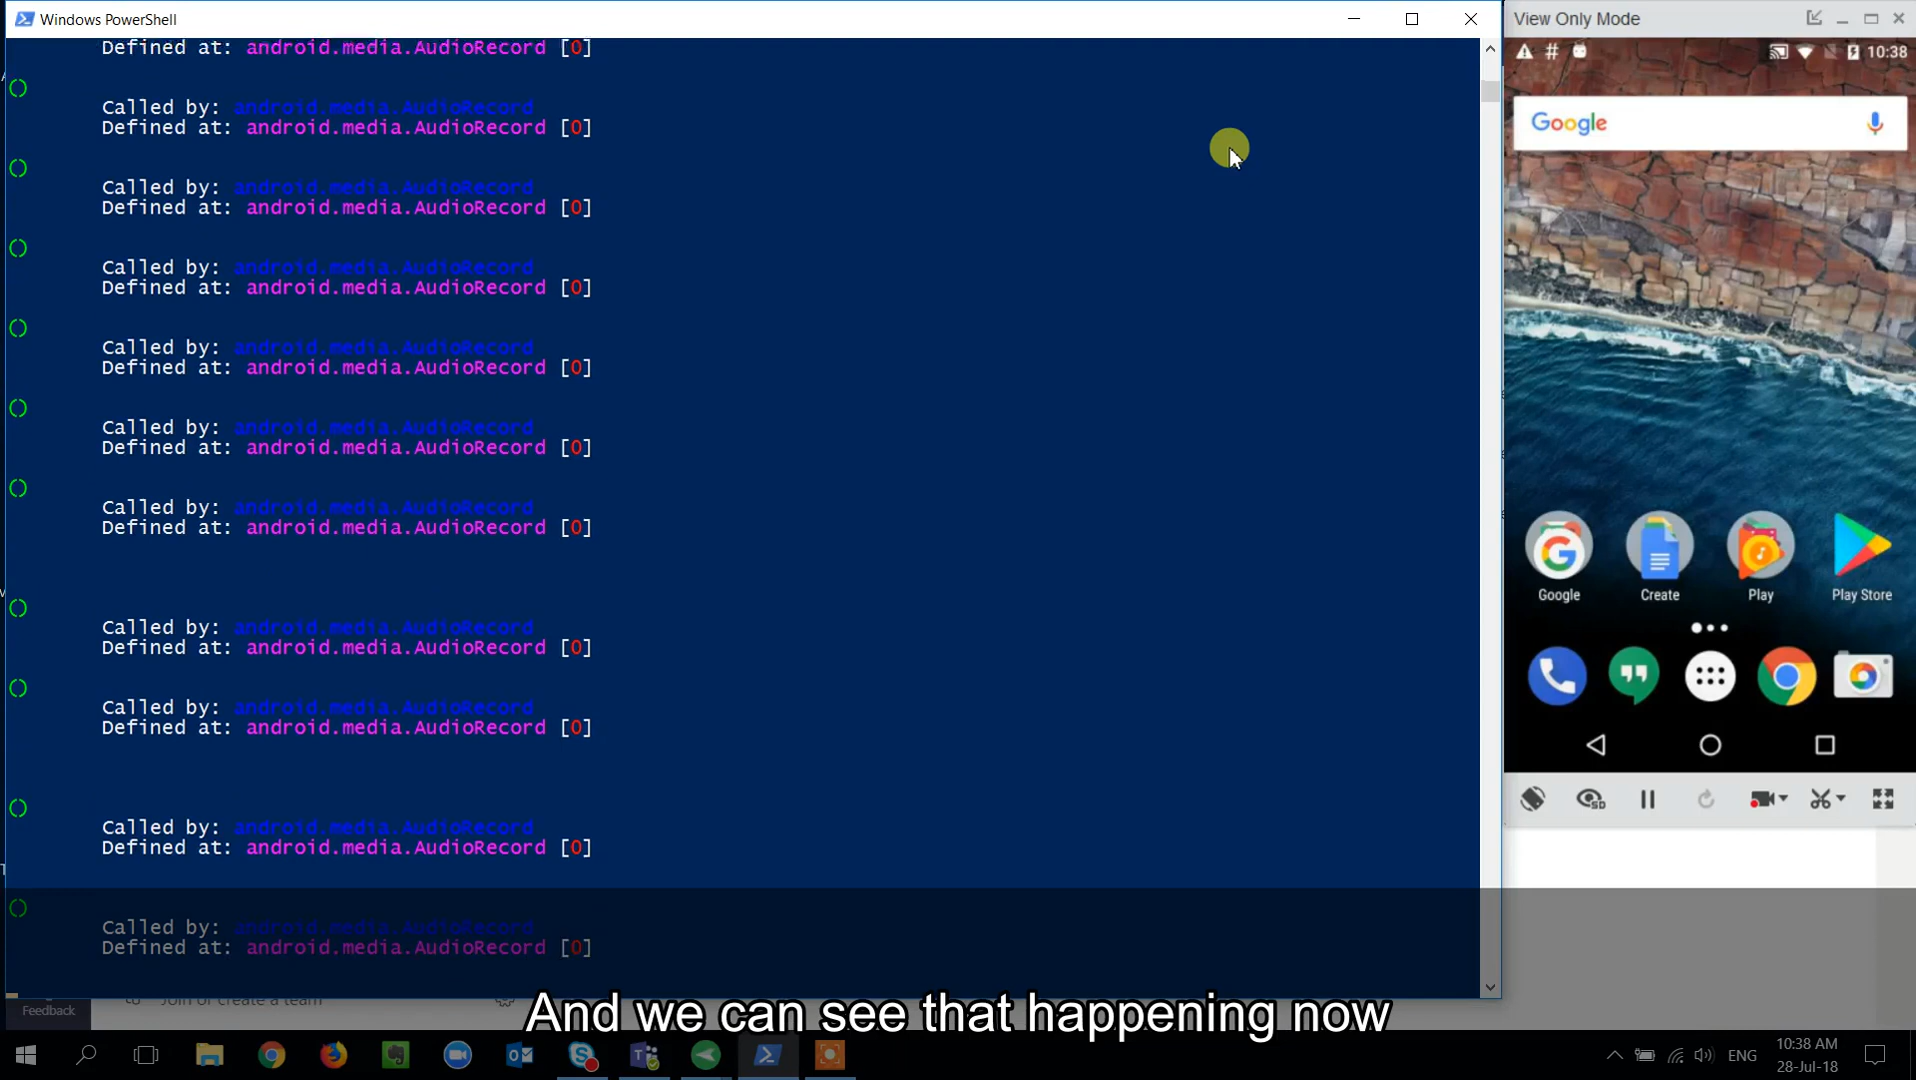 Windows PowerShell
Defined at: android.media.AudioRecord [0]
()
Called by: android.media.AudioRecord
Defined at: android.media.AudioRecord [0]
()
Called by: android.media.AudioRecord
Defined at: android.media.AudioRecord [0]
()
Called by: android.media.AudioRecord
Defined at: android.media.AudioRecord [0]
()
Called by: android.media.AudioRecord
Defined at: android.media.AudioRecord [0]
()
Called by: android.media.AudioRecord
Defined at: android.media.AudioRecord [0]
()
Called by: android.media.AudioRecord
Defined at: android.media.AudioRecord [0]
()
Called by: android.media.AudioRecord
Defined at: android.media.AudioRecord [0]
()
Called by: android.media.AudioRecord
Defined at: android.media.AudioRecord [0]
()
Called by: android.media.AudioRecord
Defined at: android.media.AudioRecord [0]
()
Called by: android.media.AudioRecord
Defined at: android.media.AudioRecord [0]
View Only Mode
10:38
Google
Google Create Play Play Store
Feedback
Join or create a team
And we can see that happening now
ENG
10:38 AM
28-Jul-18